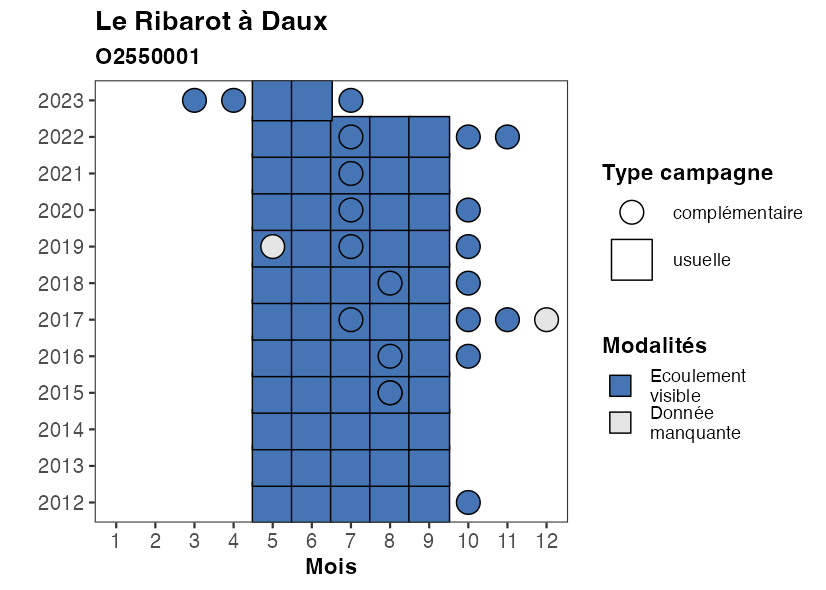 Le Ribarot à Daux
O2550001
2023
2022
2021
2020
2019
2018
2017
2016
2015
2014
2013
2012
1 2 3 4 5 6 7 8 9 10 11 12
Mois
Type campagne
complémentaire
usuelle
Modalités
Ecoulement
visible
Donnée
manquante